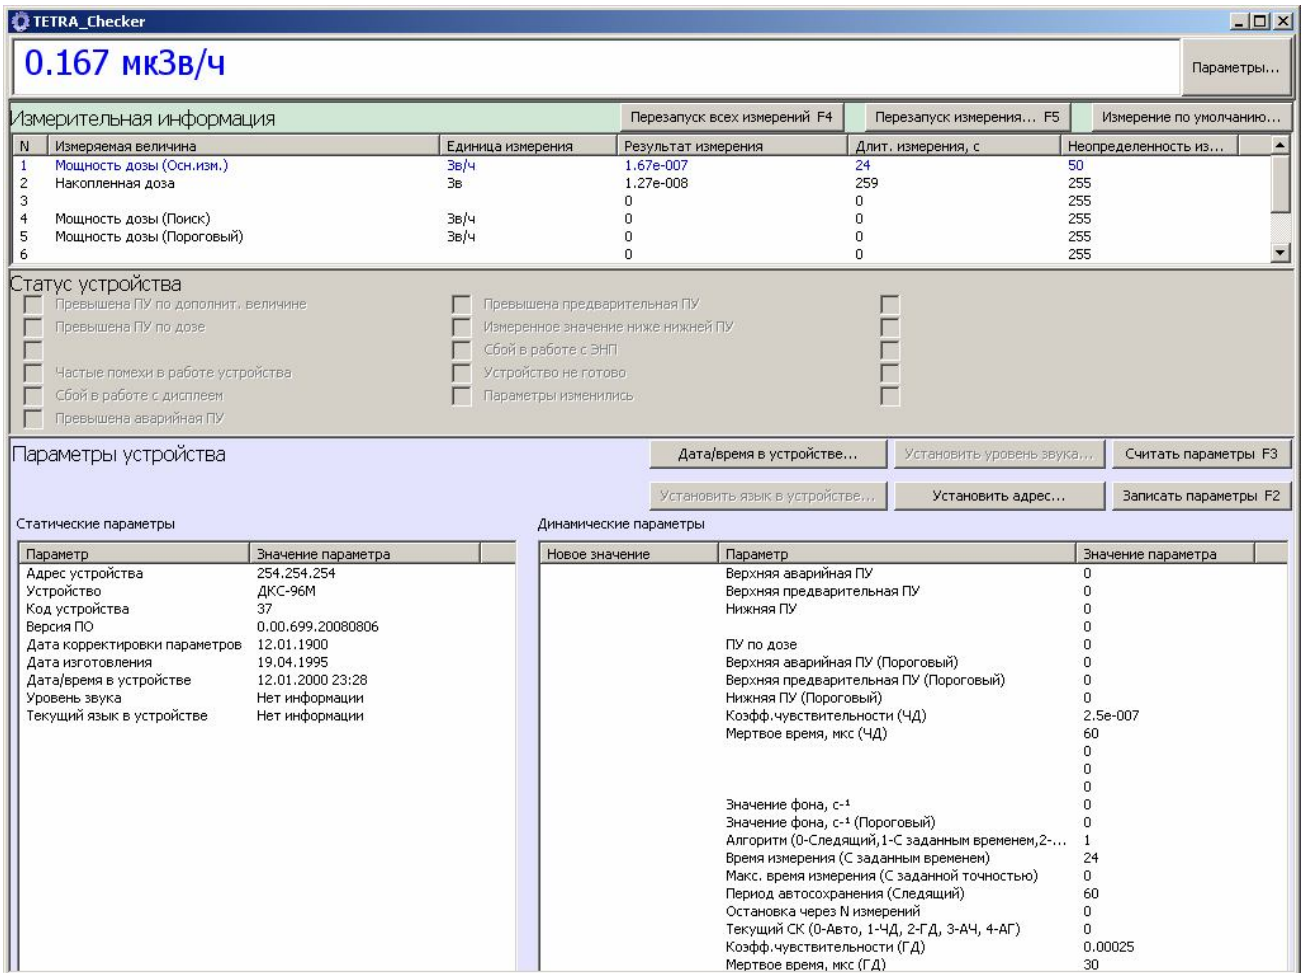 TETRA_Checker
0.167 мкЗв/ч
Параметры...
Измерительная информация Перезапуск всех измерений F4 Перезапуск измерения... F5 Измерение по умолчанию...
N Измеряемая величина Единица измерения Результат измерения Длит. измерения, с Неопределенность из...
1 Мощность дозы (Осн.изм.) Зв/ч 1.67e-007 24 50
2 Накопленная доза Зв 1.27e-008 259 255
3 0 0 255
4 Мощность дозы (Поиск) Зв/ч 0 0 255
5 Мощность дозы (Пороговый) Зв/ч 0 0 255
6 0 0 255
Статус устройства
Превышена ПУ по дополнит. величине Превышена предварительная ПУ
Превышена ПУ по дозе Измеренное значение ниже нижней ПУ
Сбой в работе с ЭНП
Частые помехи в работе устройства Устройство не готово
Сбой в работе с дисплеем Параметры изменились
Превышена аварийная ПУ
Параметры устройства Дата/время в устройстве... Установить уровень звука... Считать параметры F3
Установить язык в устройстве... Установить адрес... Записать параметры F2
Статические параметры
Параметр Значение параметра
Адрес устройства 254.254.254
Устройство ДКС-96М
Код устройства 37
Версия ПО 0.00.699.20080806
Дата корректировки параметров 12.01.1900
Дата изготовления 19.04.1995
Дата/время в устройстве 12.01.2000 23:28
Уровень звука Нет информации
Текущий язык в устройстве Нет информации
Динамические параметры
Новое значение Параметр Значение параметра
Верхняя аварийная ПУ 0
Верхняя предварительная ПУ 0
Нижняя ПУ 0
0
ПУ по дозе 0
Верхняя аварийная ПУ (Пороговый) 0
Верхняя предварительная ПУ (Пороговый) 0
Нижняя ПУ (Пороговый) 0
Коэфф.чувствительности (ЧД) 2.5e-007
Мертвое время, мкс (ЧД) 60
0
0
0
Значение фона, с-¹ 0
Значение фона, с-¹ (Пороговый) 0
Алгоритм (0-Следящий,1-С заданным временем,2-... 1
Время измерения (С заданным временем) 24
Макс. время измерения (С заданной точностью) 0
Период автосохранения (Следящий) 60
Остановка через N измерений 0
Текущий СК (0-Авто, 1-ЧД, 2-ГД, 3-АЧ, 4-АГ) 0
Коэфф.чувствительности (ГД) 0.00025
Мертвое время, мкс (ГД) 30